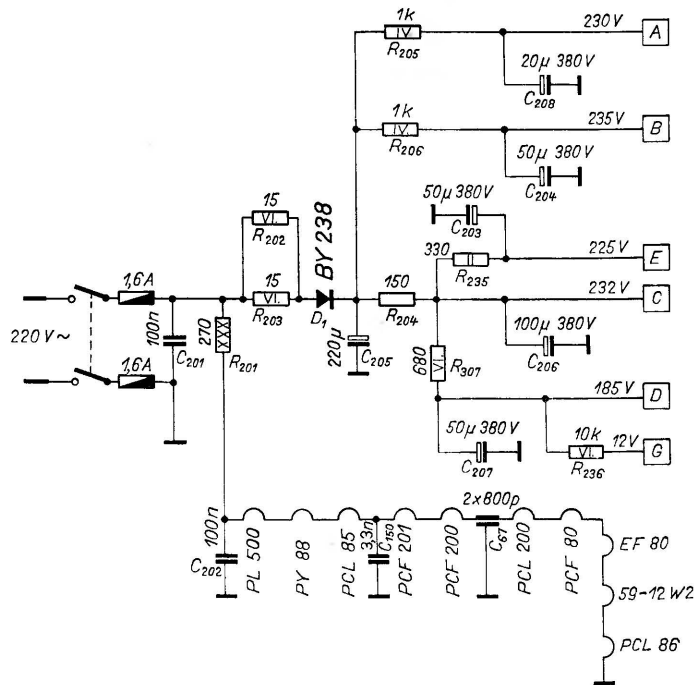 1k
IV.
R205
230V
A
20μ 380V
C208
1k
IV.
R206
235V
B
50μ 380V
C204
50μ 380V
C203
15
VI.
R202
BY 238
330
R235
225V
E
1,6A
15
VI.
R203
D1
150
R204
232V
C
220V~
100n
C201
270
R201
220μ
C205
100μ 380V
C206
680
VI.
R307
1,6A
185V
D
50μ 380V
C207
10k
VI.
R236
12V
G
2x800p
100n
C202
PL 500
PY 88
PCL 85
3,3n
C150
PCF 201
PCF 200
C67
PCL 200
PCF 80
EF 80
59-12W2
PCL 86